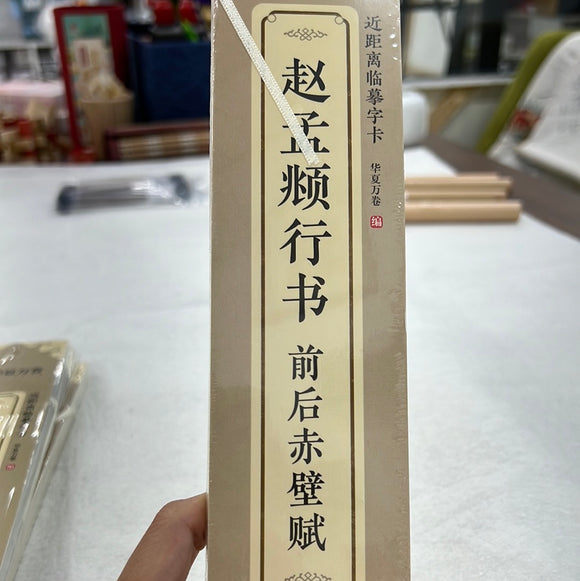 近距离临摹字卡
华夏万卷 编
赵孟頫行书
前后赤壁赋